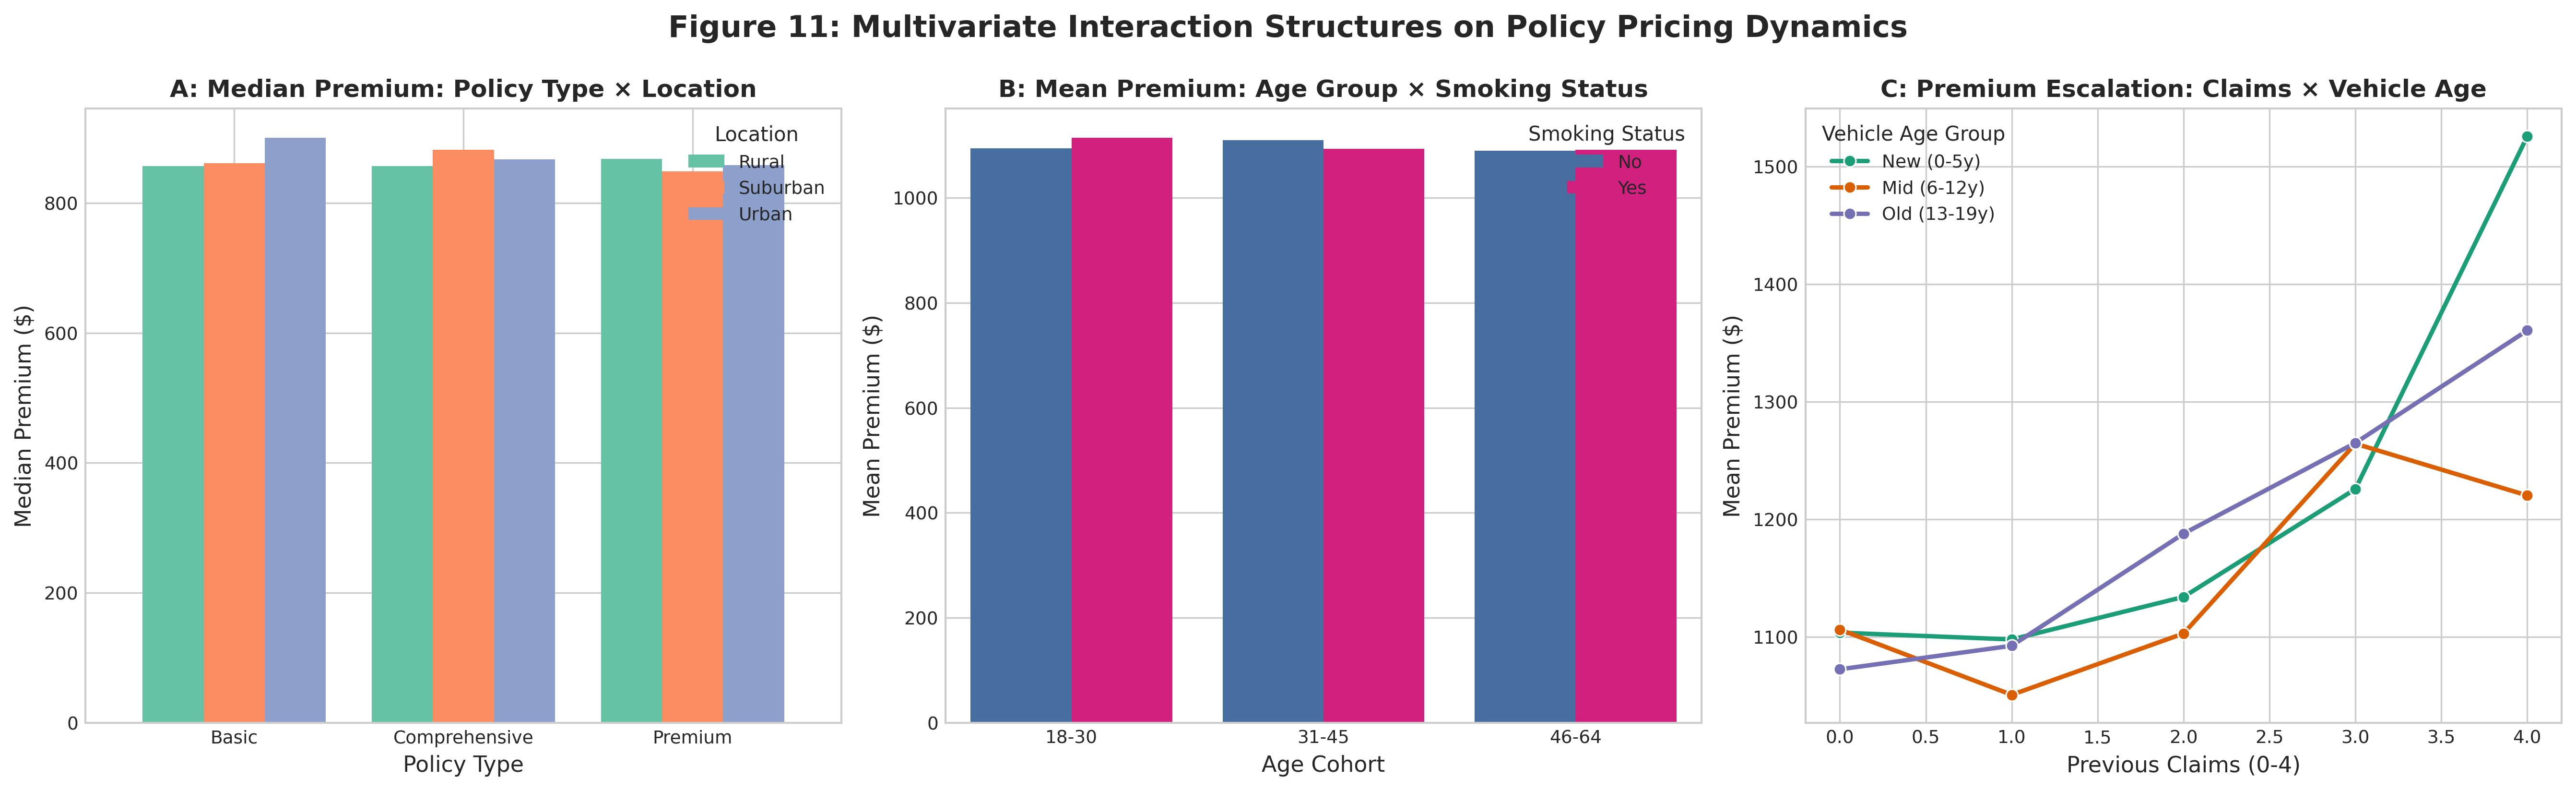 Figure 11: Multivariate Interaction Structures on Policy Pricing Dynamics
A: Median Premium: Policy Type × Location
Median Premium ($)
800
600
400
200
0
Location
Rural
Suburban
Urban
Basic
Comprehensive
Premium
Policy Type
B: Mean Premium: Age Group × Smoking Status
Mean Premium ($)
1000
800
600
400
200
0
Smoking Status
No
Yes
18-30
31-45
46-64
Age Cohort
C: Premium Escalation: Claims × Vehicle Age
Mean Premium ($)
1500
1400
1300
1200
1100
Vehicle Age Group
New (0-5y)
Mid (6-12y)
Old (13-19y)
0.0
0.5
1.0
1.5
2.0
2.5
3.0
3.5
4.0
Previous Claims (0-4)